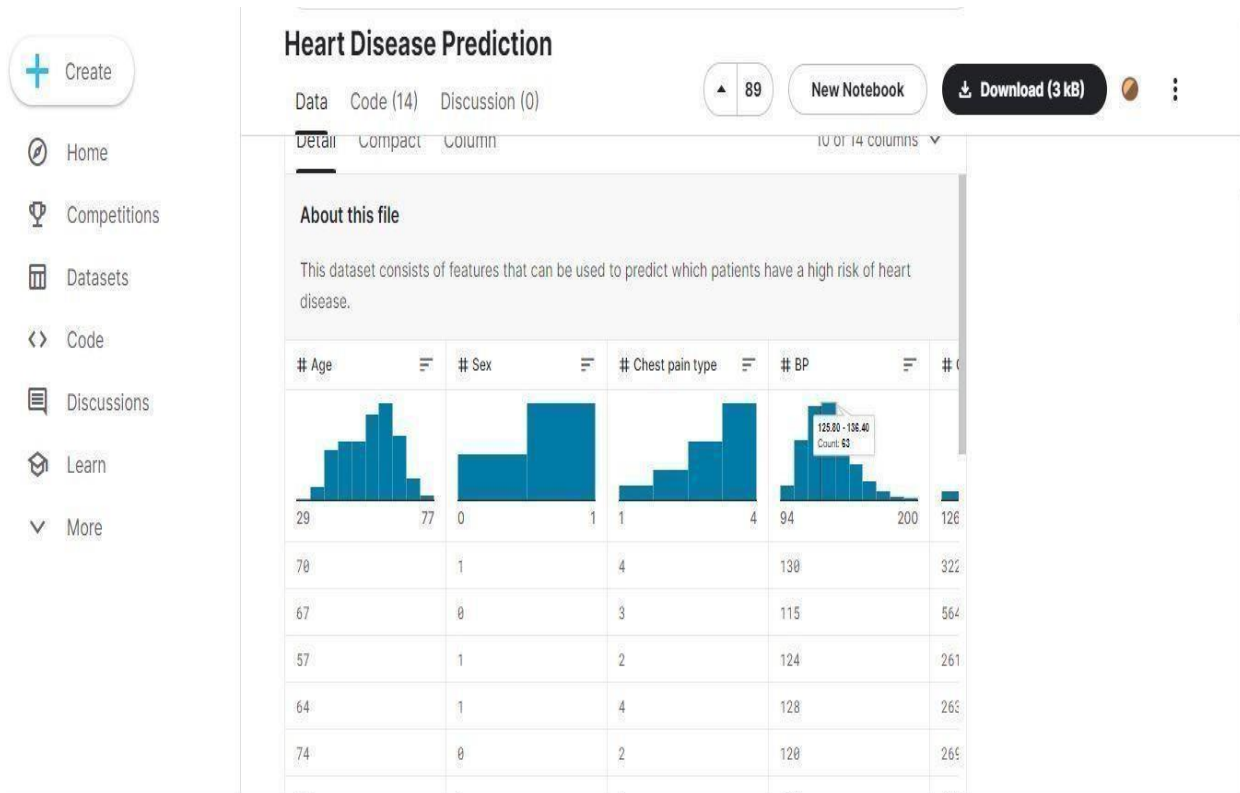 Create
Home
Competitions
Datasets
Code
Discussions
Learn
More
Heart Disease Prediction
Data Code (14) Discussion (0)
89 New Notebook Download (3 kB)
Detail Compact Column 10 of 14 columns
About this file
This dataset consists of features that can be used to predict which patients have a high risk of heart
disease.
# Age # Sex # Chest pain type # BP #
125.80 - 136.40
Count: 63
29 77 0 1 1 4 94 200 126
70 1 4 130 322
67 0 3 115 564
57 1 2 124 261
64 1 4 128 263
74 0 2 120 269